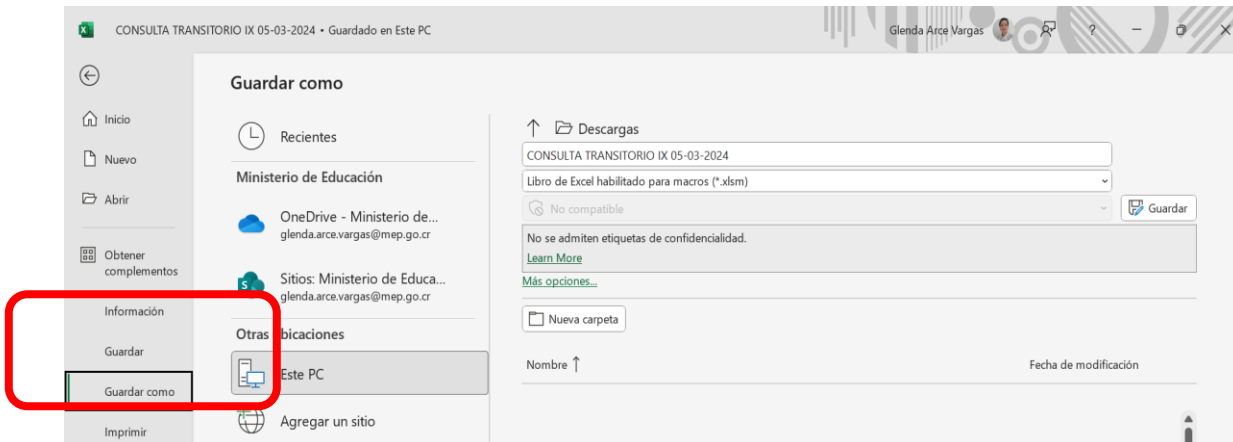 CONSULTA TRANSITORIO IX 05-03-2024 • Guardado en Este PC
Glenda Arce Vargas
?
Guardar como
Inicio
Nuevo
Abrir
Obtener
complementos
Información
Guardar
Guardar como
Imprimir
Recientes
Ministerio de Educación
OneDrive - Ministerio de...
glenda.arce.vargas@mep.go.cr
Sitios: Ministerio de Educa...
glenda.arce.vargas@mep.go.cr
Otras bicaciones
Este PC
Agregar un sitio
Descargas
CONSULTA TRANSITORIO IX 05-03-2024
Libro de Excel habilitado para macros (*.xlsm)
No compatible
Guardar
No se admiten etiquetas de confidencialidad.
Learn More
Más opciones...
Nueva carpeta
Nombre ↑
Fecha de modificación